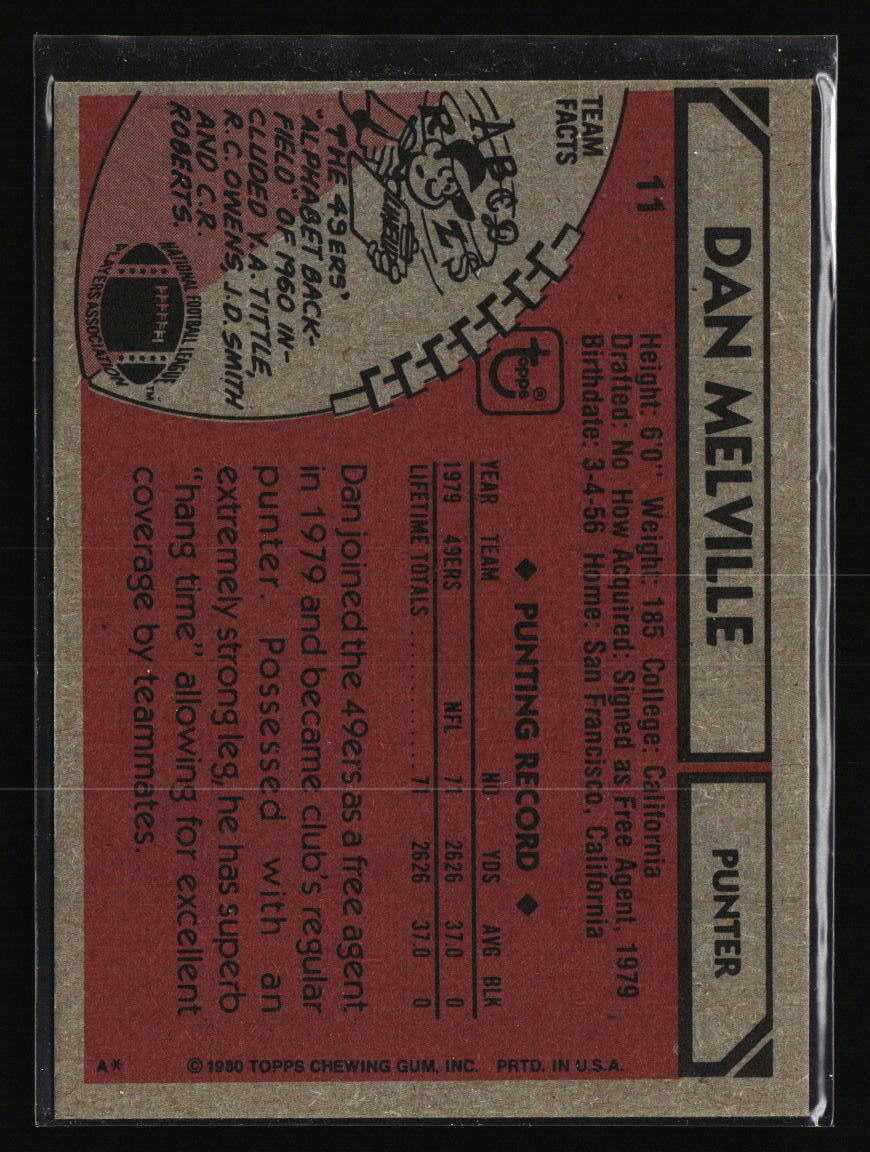 DAN MELVILLE
PUNTER
11
Height: 6'0" Weight: 185 College: California
Drafted: No How Acquired: Signed as Free Agent, 1979
Birthdate: 3-4-56 Home: San Francisco, California
TEAM
FACTS
A B C D
Z'S
THE 49ERS'
"ALPHABET BACK-
FIELD" OF 1960 IN-
CLUDED Y.A. TITTLE,
R.C. OWENS, J.D. SMITH
AND C.R.
ROBERTS.
NATIONAL FOOTBALL LEAGUE
PLAYERS ASSOCIATION
TM
topps®
◆ PUNTING RECORD ◆
YEAR TEAM NO YDS AVG BLK
1979 49ERS NFL 71 2626 37.0 0
LIFETIME TOTALS .............. 71 2626 37.0 0
Dan joined the 49ers as a free agent
in 1979 and became club's regular
punter. Possessed with an
extremely strong leg, he has superb
"hang time" allowing for excellent
coverage by teammates.
A* © 1980 TOPPS CHEWING GUM, INC. PRTD. IN U.S.A.